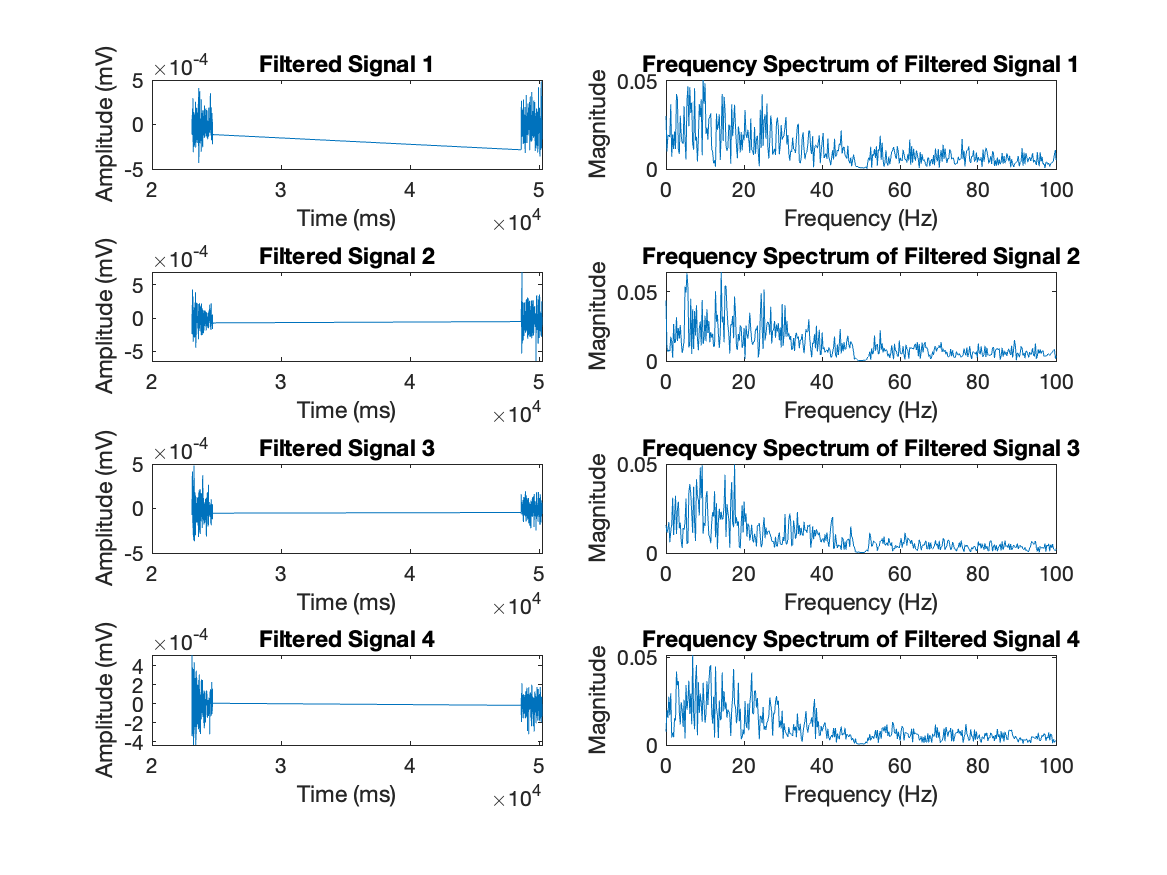 Filtered Signal 1
×10-4
Amplitude (mV)
5
0
-5
2
3
4
5
Time (ms)
×104
Frequency Spectrum of Filtered Signal 1
Magnitude
0.05
0
0
20
40
60
80
100
Frequency (Hz)
Filtered Signal 2
×10-4
Amplitude (mV)
5
0
-5
2
3
4
5
Time (ms)
×104
Frequency Spectrum of Filtered Signal 2
Magnitude
0.05
0
0
20
40
60
80
100
Frequency (Hz)
Filtered Signal 3
×10-4
Amplitude (mV)
5
0
-5
2
3
4
5
Time (ms)
×104
Frequency Spectrum of Filtered Signal 3
Magnitude
0.05
0
0
20
40
60
80
100
Frequency (Hz)
Filtered Signal 4
×10-4
Amplitude (mV)
4
2
0
-2
-4
2
3
4
5
Time (ms)
×104
Frequency Spectrum of Filtered Signal 4
Magnitude
0.05
0
0
20
40
60
80
100
Frequency (Hz)